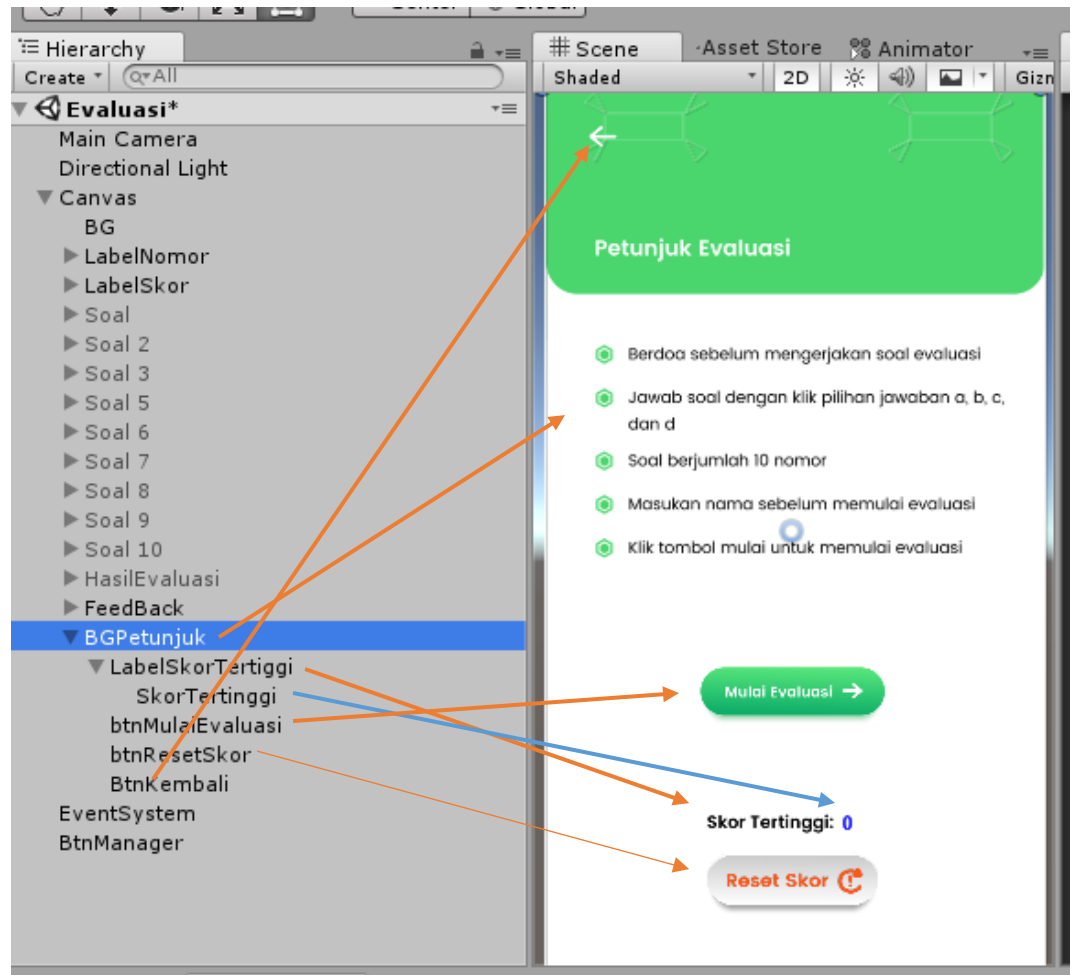 Center
Global
Hierarchy
Create
All
Evaluasi*
Main Camera
Directional Light
Canvas
BG
LabelNomor
LabelSkor
Soal
Soal 2
Soal 3
Soal 5
Soal 6
Soal 7
Soal 8
Soal 9
Soal 10
HasilEvaluasi
FeedBack
BGPetunjuk
LabelSkorTertiggi
SkorTertinggi
btnMulaiEvaluasi
btnResetSkor
BtnKembali
EventSystem
BtnManager
Scene
Asset Store
Animator
Shaded
2D
Gizn
Petunjuk Evaluasi
Berdoa sebelum mengerjakan soal evaluasi
Jawab soal dengan klik pilihan jawaban a, b, c,
dan d
Soal berjumlah 10 nomor
Masukan nama sebelum memulai evaluasi
Klik tombol mulai untuk memulai evaluasi
Mulai Evaluasi
Skor Tertinggi: 0
Reset Skor